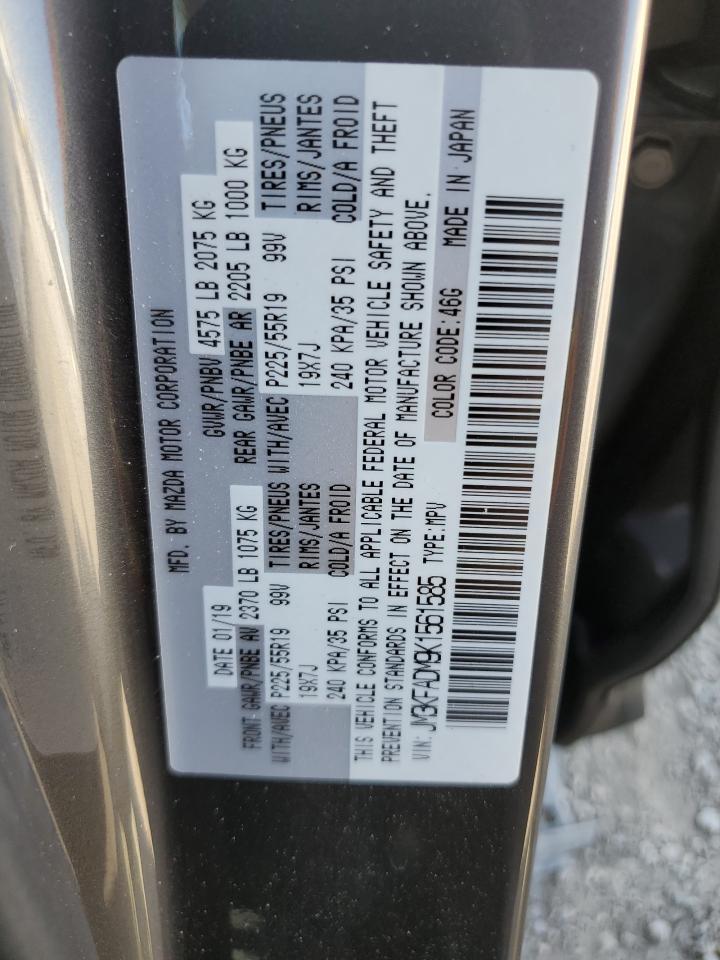 MFD. BY MAZDA MOTOR CORPORATION
DATE 01/19 GVWR/PNBV 4575 LB 2075 KG
FRONT GAWR/PNBE AV 2370 LB 1075 KG REAR GAWR/PNBE AR 2205 LB 1000 KG
WITH/AVEC P225/55R19 99V TIRES/PNEUS WITH/AVEC P225/55R19 99V TIRES/PNEUS
19X7J RIMS/JANTES 19X7J RIMS/JANTES
240 KPA/35 PSI COLD/A FROID 240 KPA/35 PSI COLD/A FROID
THIS VEHICLE CONFORMS TO ALL APPLICABLE FEDERAL MOTOR VEHICLE SAFETY AND THEFT
PREVENTION STANDARDS IN EFFECT ON THE DATE OF MANUFACTURE SHOWN ABOVE.
VIN: JM3KFADM9K1561585 TYPE:MPV COLOR CODE:46G MADE IN JAPAN